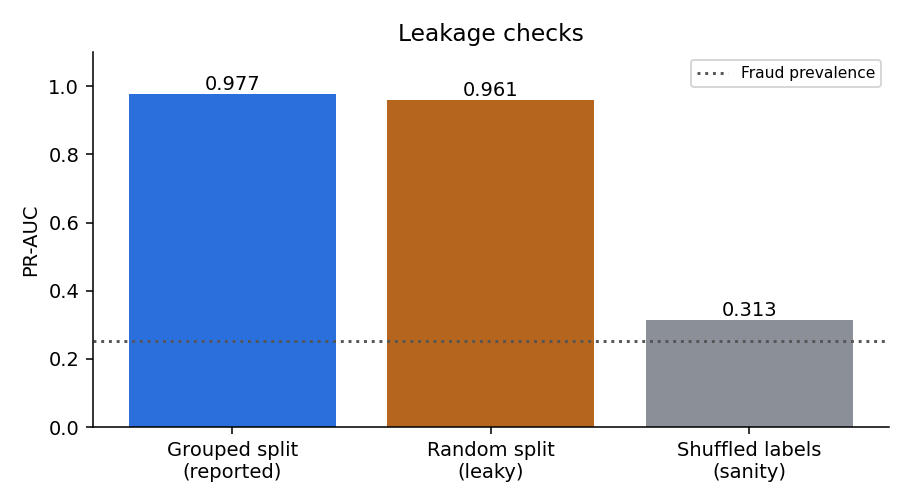 Leakage checks
Fraud prevalence
PR-AUC
1.0
0.8
0.6
0.4
0.2
0.0
0.977
0.961
0.313
Grouped split
(reported)
Random split
(leaky)
Shuffled labels
(sanity)